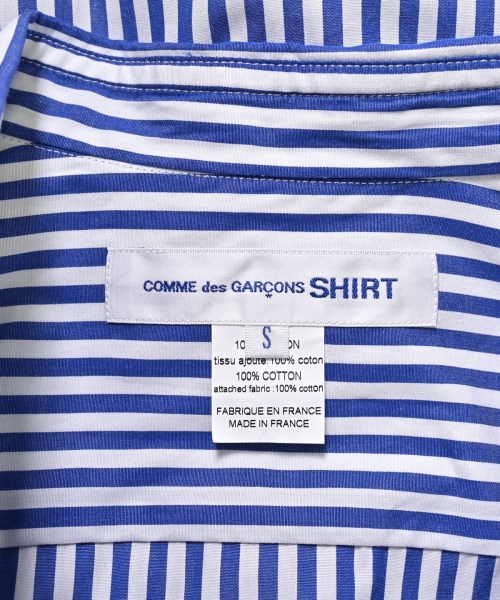 COMME des GARÇONS SHIRT
S
tissu ajoute:100% coton
100% COTTON
attached fabric :100% cotton
FABRIQUE EN FRANCE
MADE IN FRANCE